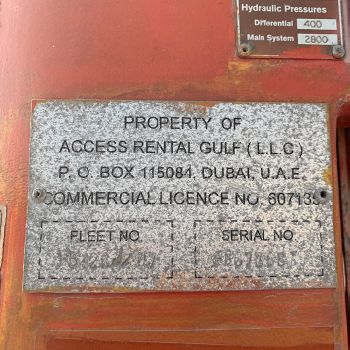 Hydraulic Pressures
Differential 400
Main System 2800
PROPERTY OF
ACCESS RENTAL GULF ( L.L.C )
P. O. BOX 115084, DUBAI, U.A.E.
COMMERCIAL LICENCE NO. 607135
FLEET NO.
SERIAL NO